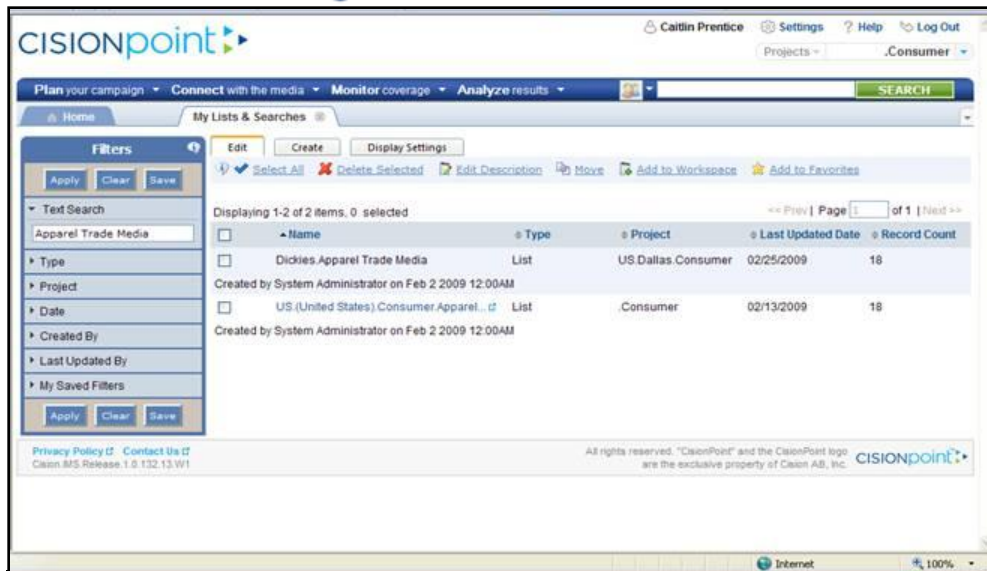 CISIONpoint
Caitlin Prentice Settings ? Help Log Out
Projects .Consumer
Plan your campaign Connect with the media Monitor coverage Analyze results SEARCH
Home My Lists & Searches
Filters Edit Create Display Settings
Apply Clear Save Select All Delete Selected Edit Description Move Add to Workspace Add to Favorites
Text Search Displaying 1-2 of 2 items, 0 selected << Prev | Page 1 of 1 | Next >>
Apparel Trade Media Name Type Project Last Updated Date Record Count
Type Dickies.Apparel Trade Media List US.Dallas.Consumer 02/25/2009 18
Project Created by System Administrator on Feb 2 2009 12:00AM
Date US.(United States).Consumer.Apparel... List .Consumer 02/13/2009 18
Created By Created by System Administrator on Feb 2 2009 12:00AM
Last Updated By
My Saved Filters
Apply Clear Save
Privacy Policy Contact Us All rights reserved. "CisionPoint" and the CisionPoint logo
Cision.IMS.Release.1.0.132.13.W1 are the exclusive property of Cision AB, Inc. CISIONpoint
Internet 100%